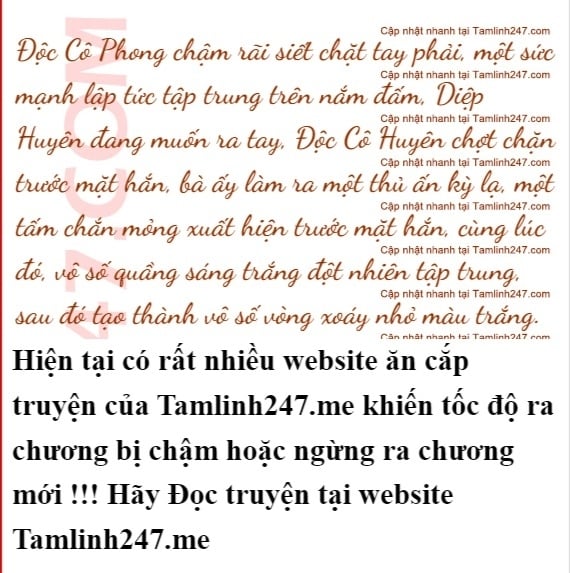 Cập nhật nhanh tại Tamlinh247.com
Độc Cô Phong chậm rãi siết chặt tay phải, một sức
Cập nhật nhanh tại Tamlinh247.com
mạnh lập tức tập trung trên nắm đấm, Diệp
Cập nhật nhanh tại Tamlinh247.com
Huyên đang muốn ra tay, Độc Cô Huyên chợt chặn
Cập nhật nhanh tại Tamlinh247.com
trước mặt hắn, bà ấy làm ra một thủ ấn kỳ lạ, một
Cập nhật nhanh tại Tamlinh247.com
tấm chắn mỏng xuất hiện trước mặt hắn, cùng lúc
Cập nhật nhanh tại Tamlinh247.com
đó, vô số quầng sáng trắng đột nhiên tập trung,
Cập nhật nhanh tại Tamlinh247.com
sau đó tạo thành vô số vòng xoáy nhỏ màu trắng.
Cập nhật nhanh tại Tamlinh247.com
47.COM
Hiện tại có rất nhiều website ăn cắp
truyện của Tamlinh247.me khiến tốc độ ra
chương bị chậm hoặc ngừng ra chương
mới !!! Hãy Đọc truyện tại website
Tamlinh247.me